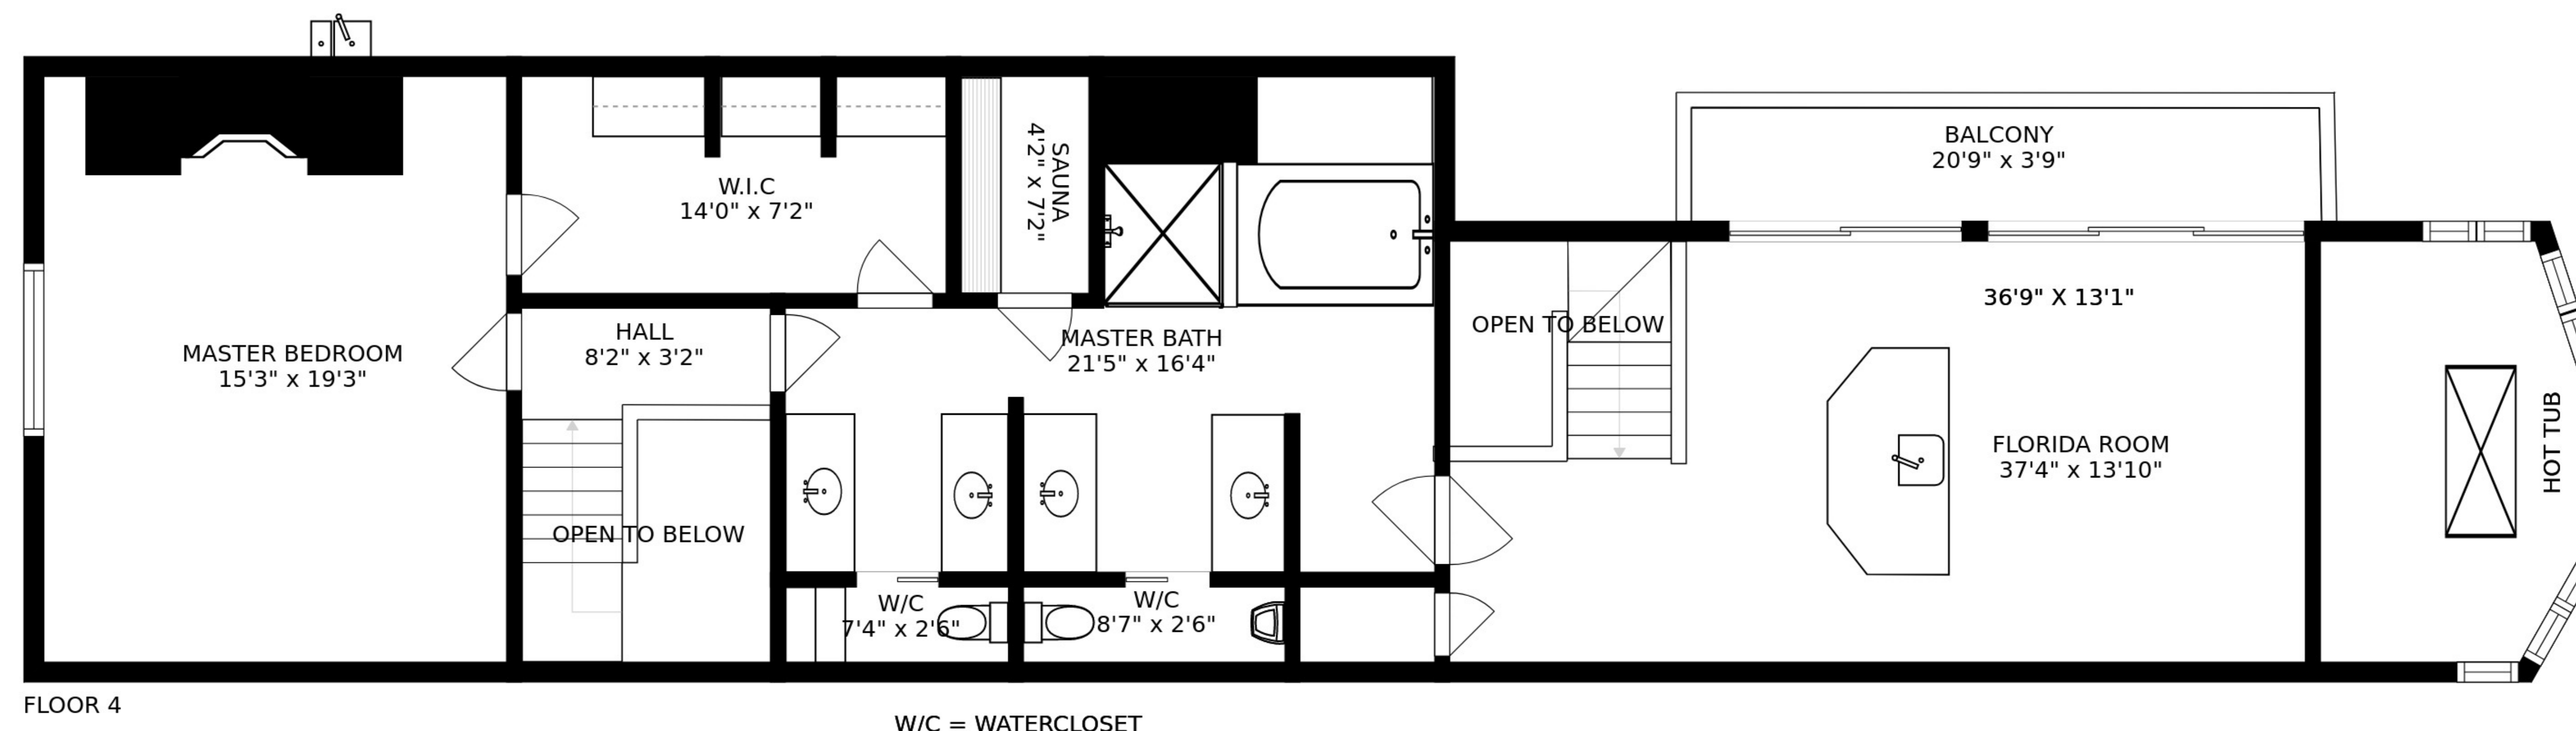 BALCONY
20'9" x 3'9"
SAUNA
4'2" x 7'2"
W.I.C
14'0" x 7'2"
36'9" X 13'1"
OPEN TO BELOW
HALL
8'2" x 3'2"
MASTER BATH
21'5" x 16'4"
MASTER BEDROOM
15'3" x 19'3"
FLORIDA ROOM
37'4" x 13'10"
HOT TUB
OPEN TO BELOW
W/C
7'4" x 2'6"
W/C
8'7" x 2'6"
FLOOR 4
W/C = WATERCLOSET